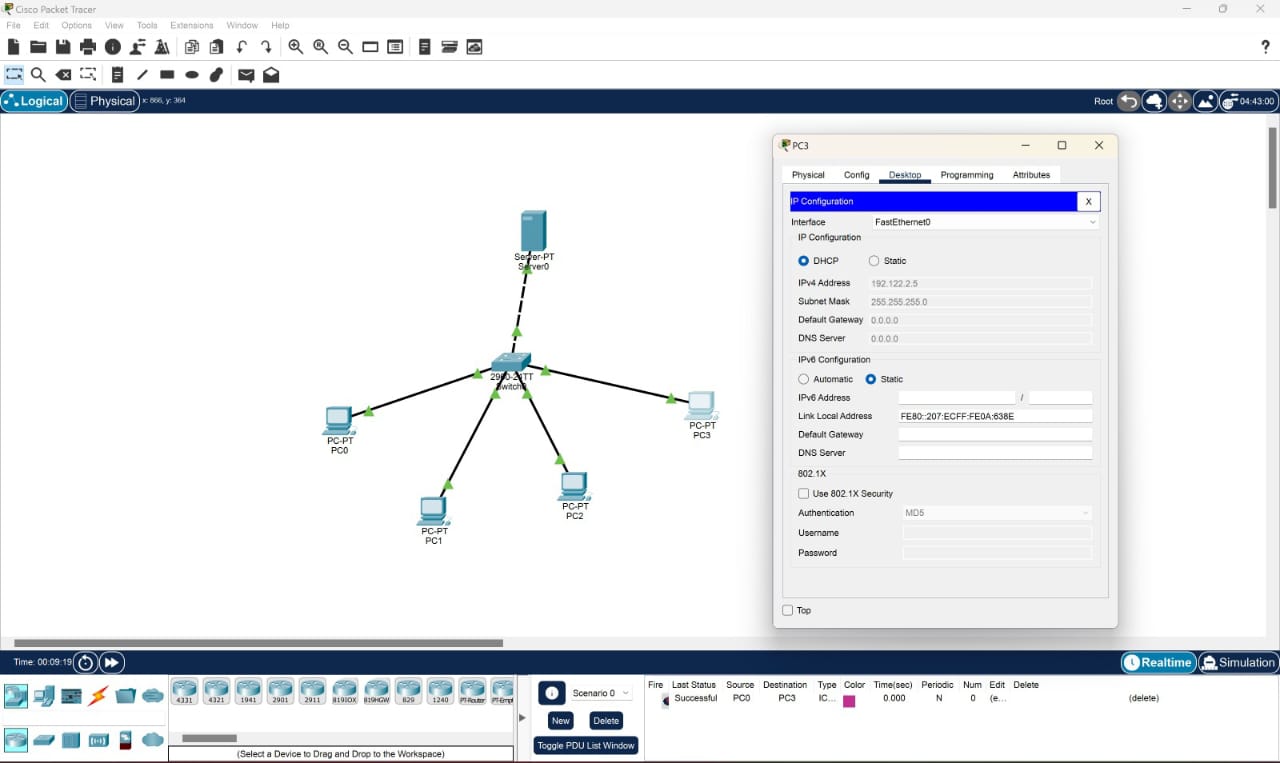 Cisco Packet Tracer
File Edit Options View Tools Extensions Window Help
?
Logical Physical x: 866, y: 364 Root 04:43:00
Server-PT
Server0
2960-24TT
PC-PT
PC0
PC-PT
PC1
PC-PT
PC2
PC-PT
PC3
PC3
Physical Config Desktop Programming Attributes
IP Configuration X
Interface FastEthernet0
IP Configuration
DHCP Static
IPv4 Address 192.122.2.5
Subnet Mask 255.255.255.0
Default Gateway 0.0.0.0
DNS Server 0.0.0.0
IPv6 Configuration
Automatic Static
IPv6 Address /
Link Local Address FE80::207:ECFF:FE0A:638E
Default Gateway
DNS Server
802.1X
Use 802.1X Security
Authentication MD5
Username
Password
Top
Time: 00:09:19 Realtime Simulation
4331 4321 1941 2901 2911 819IOX 819HGW 829 1240 PT-Router PT-Empt
(Select a Device to Drag and Drop to the Workspace)
Scenario 0
New Delete
Toggle PDU List Window
Fire Last Status Source Destination Type Color Time(sec) Periodic Num Edit Delete
Successful PC0 PC3 IC... 0.000 N 0 (e... (delete)